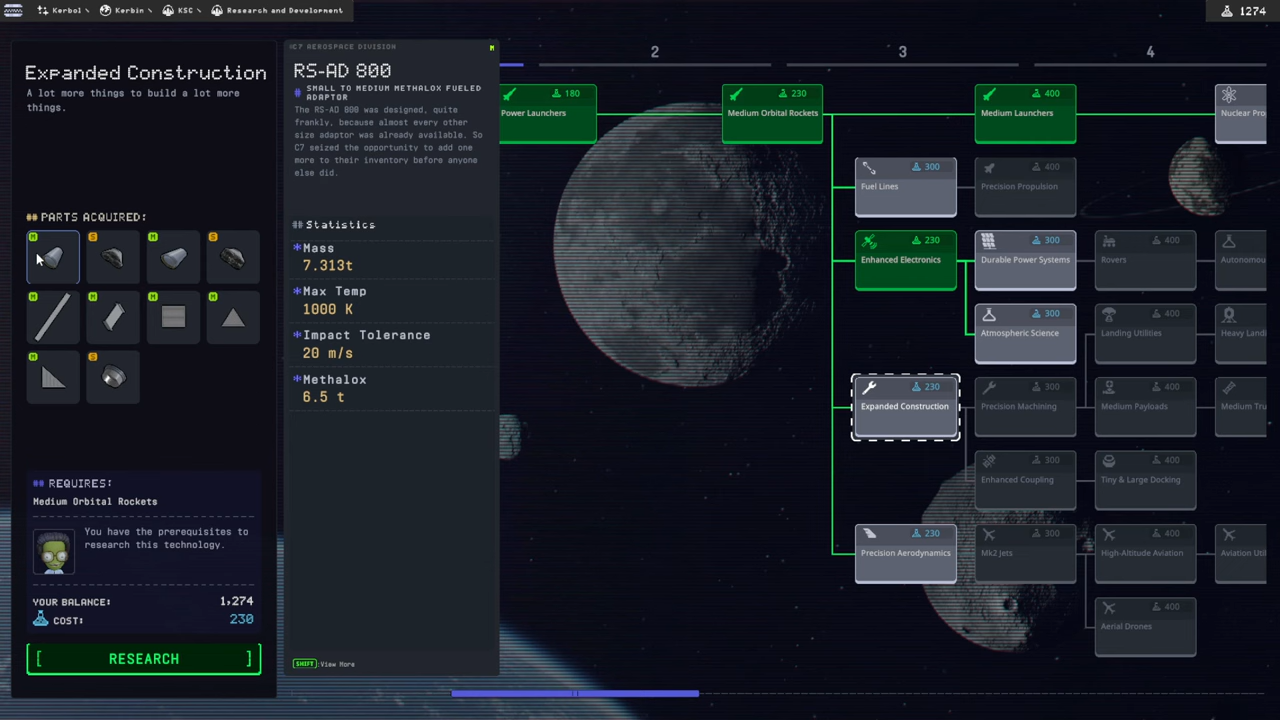 Kerbol
Kerbin
KSC
Research and Development
1274
Expanded Construction
A lot more things to build a lot more
things.
## PARTS ACQUIRED:
M
S
M
S
M
M
M
M
M
S
## REQUIRES:
Medium Orbital Rockets
You have the prerequisites to
research this technology.
YOUR BALANCE: 1,274
COST: 230
[ RESEARCH ]
C7 AEROSPACE DIVISION
M
RS-AD 800
SMALL TO MEDIUM METHALOX FUELED
ADAPTOR
The RS-AD 800 was designed, quite
frankly, because almost every other
size adaptor was already available. So
C7 seized the opportunity to add one
more to their inventory before anyone
else did.
Statistics
*Mass
7.313t
*Max Temp
1000 K
*Impact Tolerance
20 m/s
*Methalox
6.5 t
SHIFT:View More
2
3
4
180
Power Launchers
230
Medium Orbital Rockets
400
Medium Launchers
Nuclear Pro
300
Fuel Lines
400
Precision Propulsion
230
Enhanced Electronics
300
Durable Power Systems
400
Rovers
Autonomou
300
Atmospheric Science
400
Landing Utilities
Heavy Landi
230
Expanded Construction
300
Precision Machining
400
Medium Payloads
Medium Tru
300
Enhanced Coupling
400
Tiny & Large Docking
230
Precision Aerodynamics
300
Mk2 Jets
400
High-Altitude Aviation
Aviation Util
400
Aerial Drones